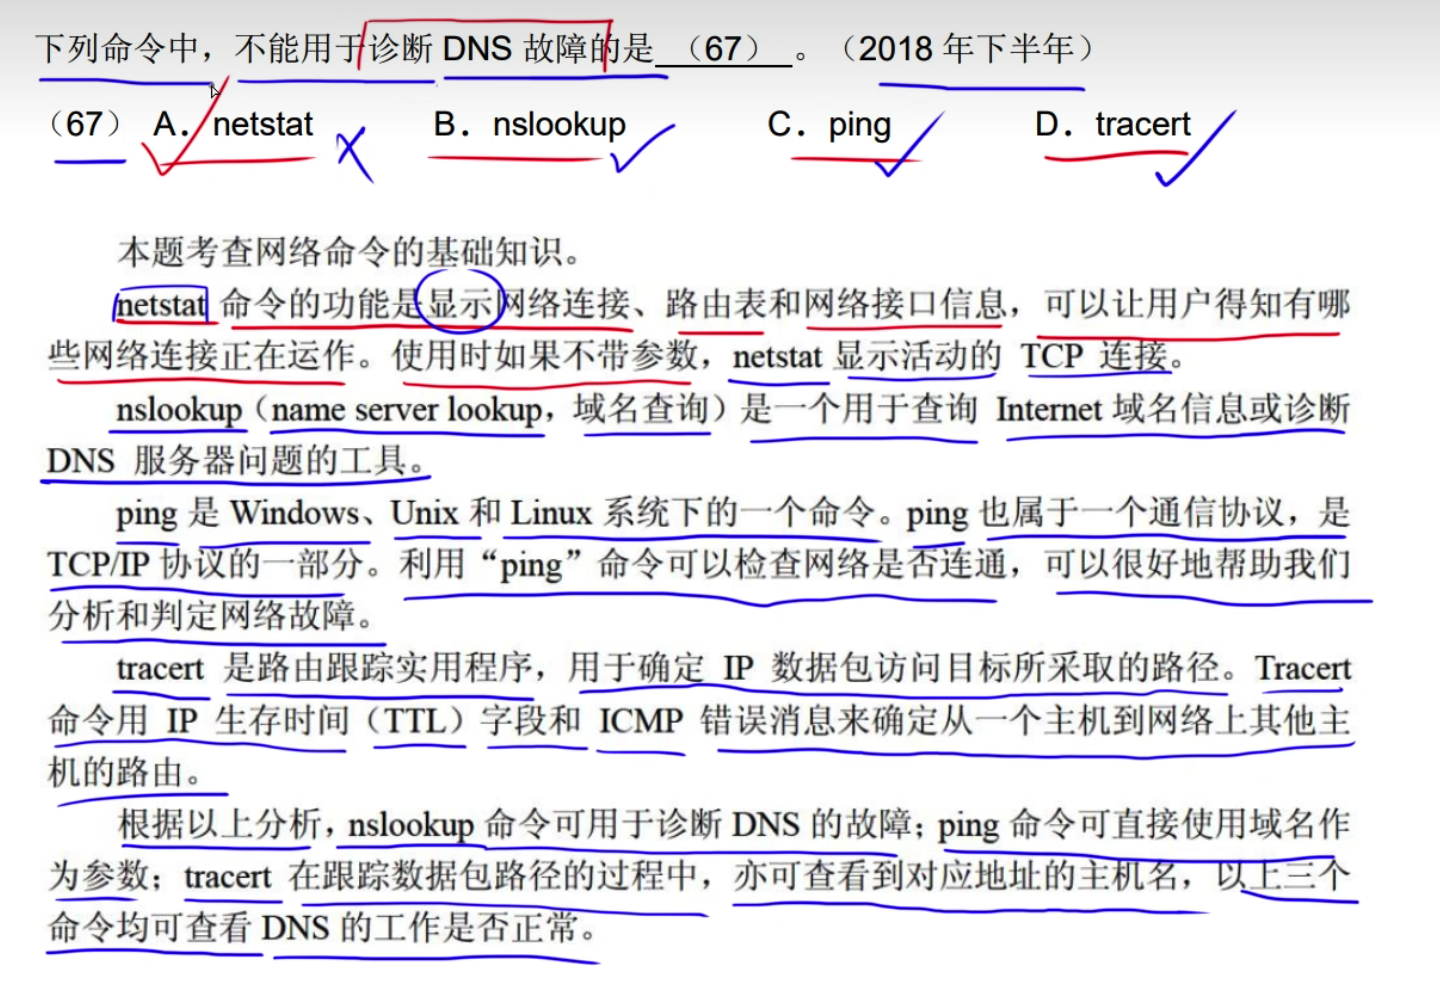 下列命令中，不能用于诊断 DNS 故障的是 （67） 。（2018 年下半年）
（67） A．netstat B．nslookup C．ping D．tracert
本题考查网络命令的基础知识。
netstat 命令的功能是显示网络连接、路由表和网络接口信息，可以让用户得知有哪
些网络连接正在运作。使用时如果不带参数，netstat 显示活动的 TCP 连接。
nslookup（name server lookup，域名查询）是一个用于查询 Internet 域名信息或诊断
DNS 服务器问题的工具。
ping 是 Windows、Unix 和 Linux 系统下的一个命令。ping 也属于一个通信协议，是
TCP/IP 协议的一部分。利用“ping”命令可以检查网络是否连通，可以很好地帮助我们
分析和判定网络故障。
tracert 是路由跟踪实用程序，用于确定 IP 数据包访问目标所采取的路径。Tracert
命令用 IP 生存时间（TTL）字段和 ICMP 错误消息来确定从一个主机到网络上其他主
机的路由。
根据以上分析，nslookup 命令可用于诊断 DNS 的故障；ping 命令可直接使用域名作
为参数；tracert 在跟踪数据包路径的过程中，亦可查看到对应地址的主机名，以上三个
命令均可查看 DNS 的工作是否正常。